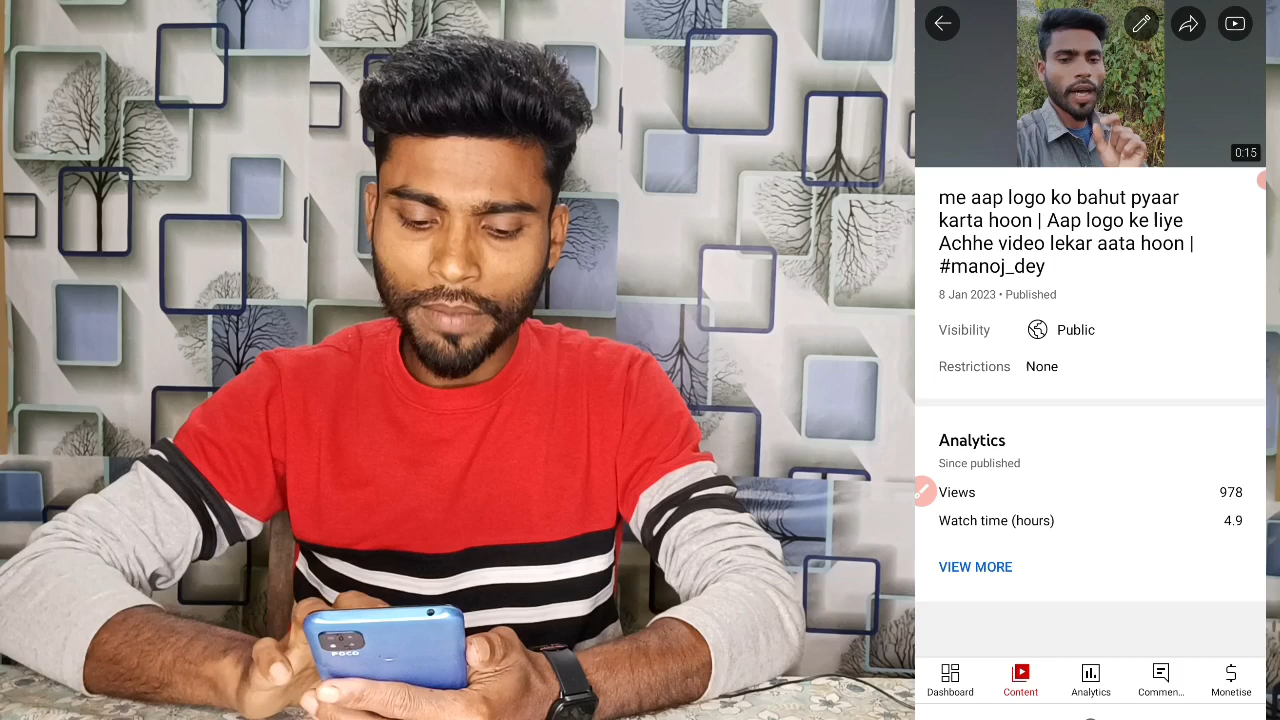 0:15
me aap logo ko bahut pyaar
karta hoon | Aap logo ke liye
Achhe video lekar aata hoon |
#manoj_dey
8 Jan 2023 • Published
Visibility Public
Restrictions None
Analytics
Since published
Views 978
Watch time (hours) 4.9
VIEW MORE
POCO
Dashboard Content Analytics Commen... Monetise